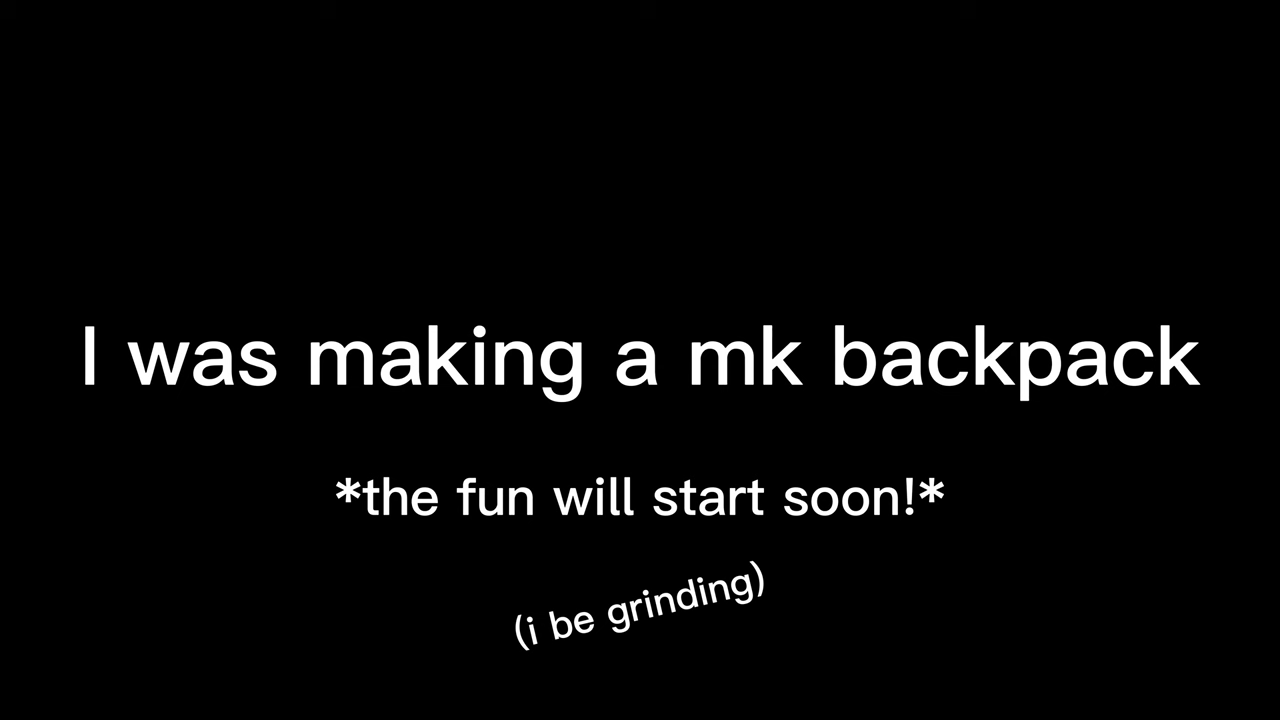 I was making a mk backpack
*the fun will start soon!*
(i be grinding)